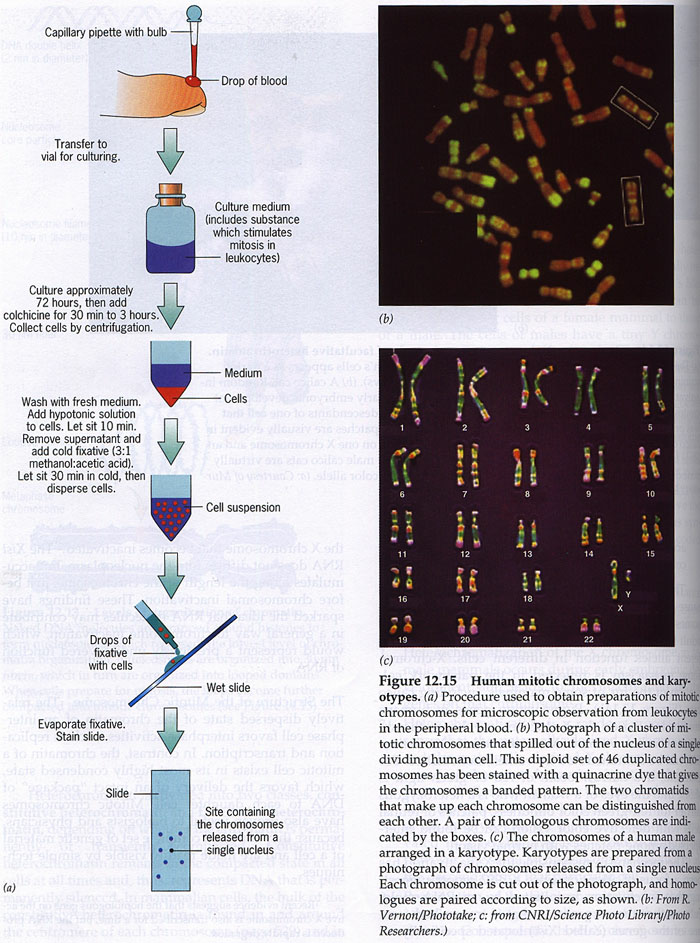 Capillary pipette with bulb
Drop of blood
Transfer to
vial for culturing.
Culture medium
(includes substance
which stimulates
mitosis in
leukocytes)
Culture approximately
72 hours, then add
colchicine for 30 min to 3 hours.
Collect cells by centrifugation.
Medium
Cells
Wash with fresh medium.
Add hypotonic solution
to cells. Let sit 10 min.
Remove supernatant and
add cold fixative (3:1
methanol:acetic acid).
Let sit 30 min in cold, then
disperse cells.
Cell suspension
Drops of
fixative
with cells
Wet slide
Evaporate fixative.
Stain slide.
Slide
Site containing
the chromosomes
released from a
single nucleus
(a)
(b)
1 2 3 4 5
6 7 8 9 10
11 12 13 14 15
16 17 18 Y
X
19 20 21 22
(c)
Figure 12.15 Human mitotic chromosomes and kary-
otypes. (a) Procedure used to obtain preparations of mitotic
chromosomes for microscopic observation from leukocytes
in the peripheral blood. (b) Photograph of a cluster of mi-
totic chromosomes that spilled out of the nucleus of a single
dividing human cell. This diploid set of 46 duplicated chro-
mosomes has been stained with a quinacrine dye that gives
the chromosomes a banded pattern. The two chromatids
that make up each chromosome can be distinguished from
each other. A pair of homologous chromosomes are indi-
cated by the boxes. (c) The chromosomes of a human male
arranged in a karyotype. Karyotypes are prepared from a
photograph of chromosomes released from a single nucleus
Each chromosome is cut out of the photograph, and homo-
logues are paired according to size, as shown. (b: From R.
Vernon/Phototake; c: from CNRI/Science Photo Library/Photo
Researchers.)